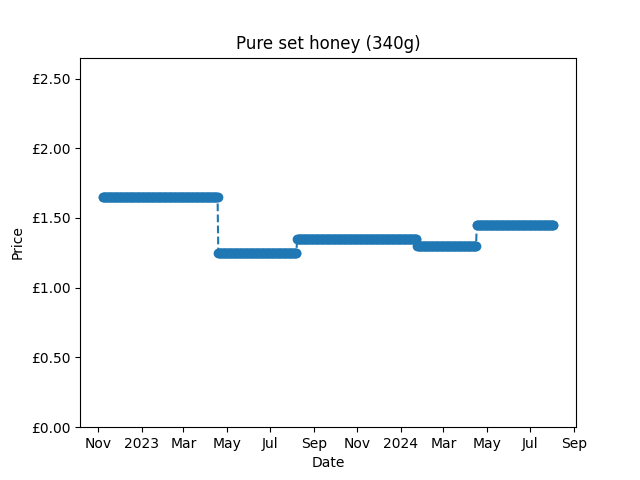 Pure set honey (340g)
£2.50
£2.00
£1.50
£1.00
£0.50
£0.00
Price
Nov 2023 Mar May Jul Sep Nov 2024 Mar May Jul Sep
Date